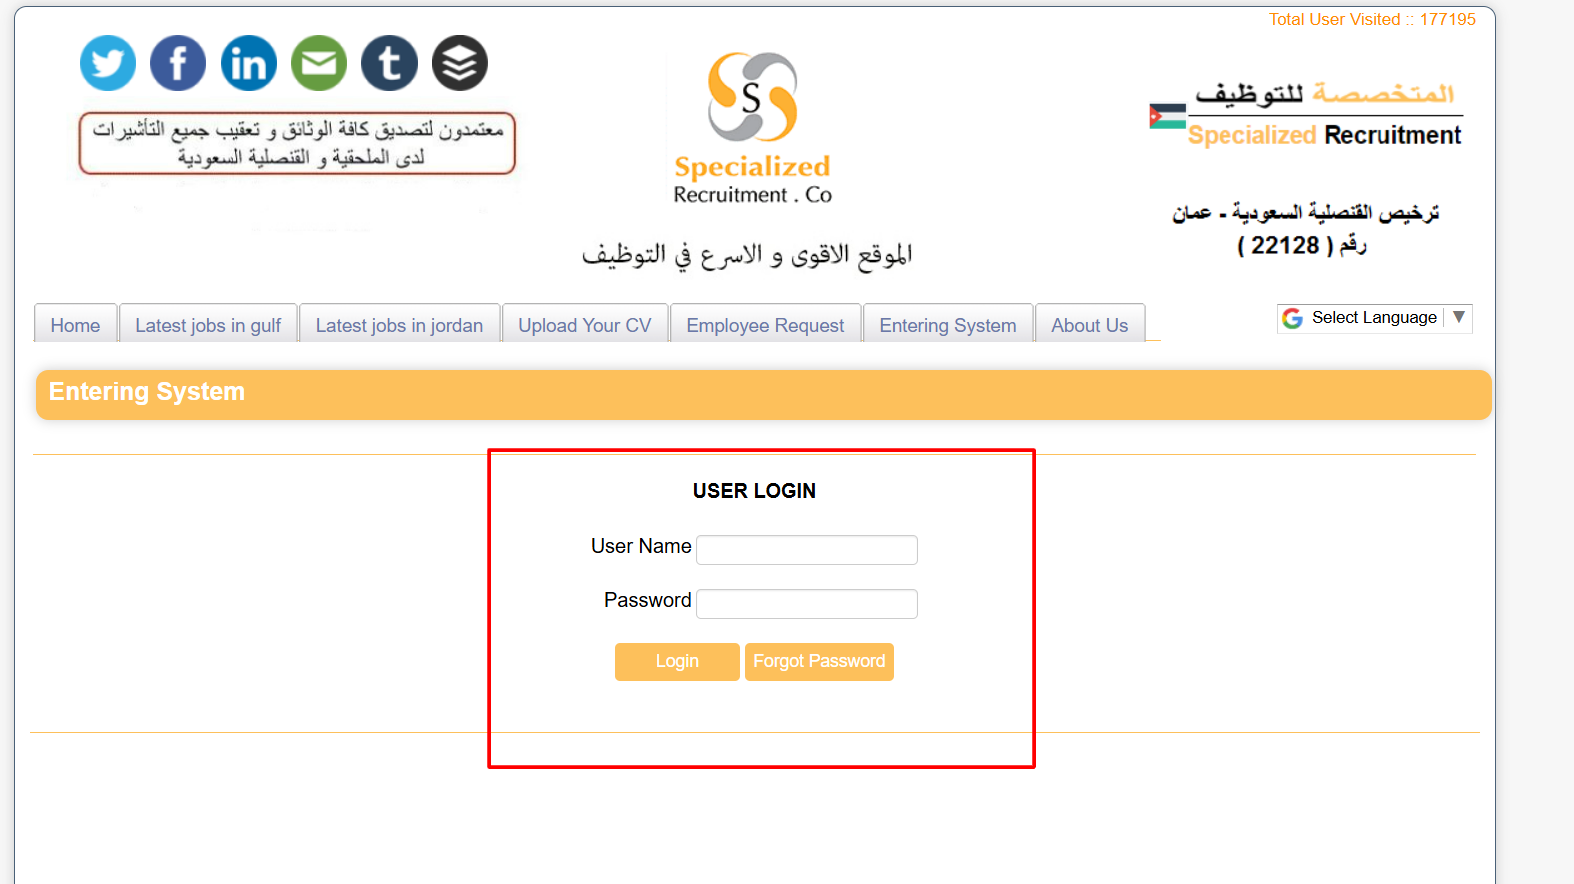 Total User Visited :: 177195
معتمدون لتصديق كافة الوثائق و تعقيب جميع التأشيرات
لدى الملحقية و القنصلية السعودية
S
Specialized
Recruitment . Co
الموقع الاقوى و الاسرع في التوظيف
المتخصصة للتوظيف
Specialized Recruitment
ترخيص القنصلية السعودية - عمان
رقم ( 22128 )
Home
Latest jobs in gulf
Latest jobs in jordan
Upload Your CV
Employee Request
Entering System
About Us
Select Language ▼
Entering System
USER LOGIN
User Name
Password
Login
Forgot Password